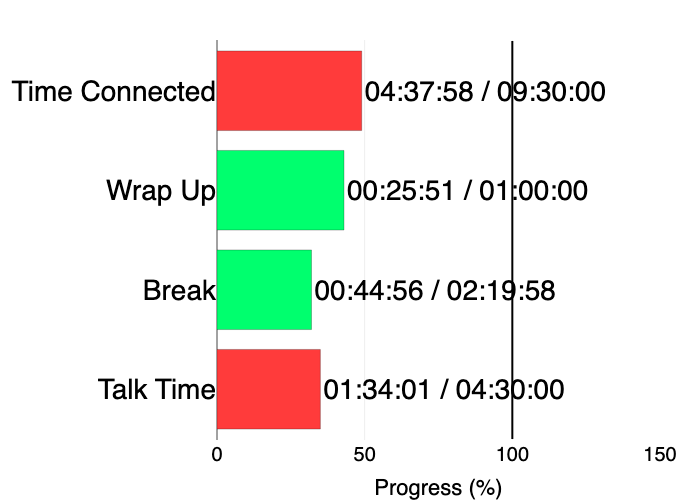 Time Connected 04:37:58 / 09:30:00
Wrap Up 00:25:51 / 01:00:00
Break 00:44:56 / 02:19:58
Talk Time 01:34:01 / 04:30:00
0 50 100 150
Progress (%)